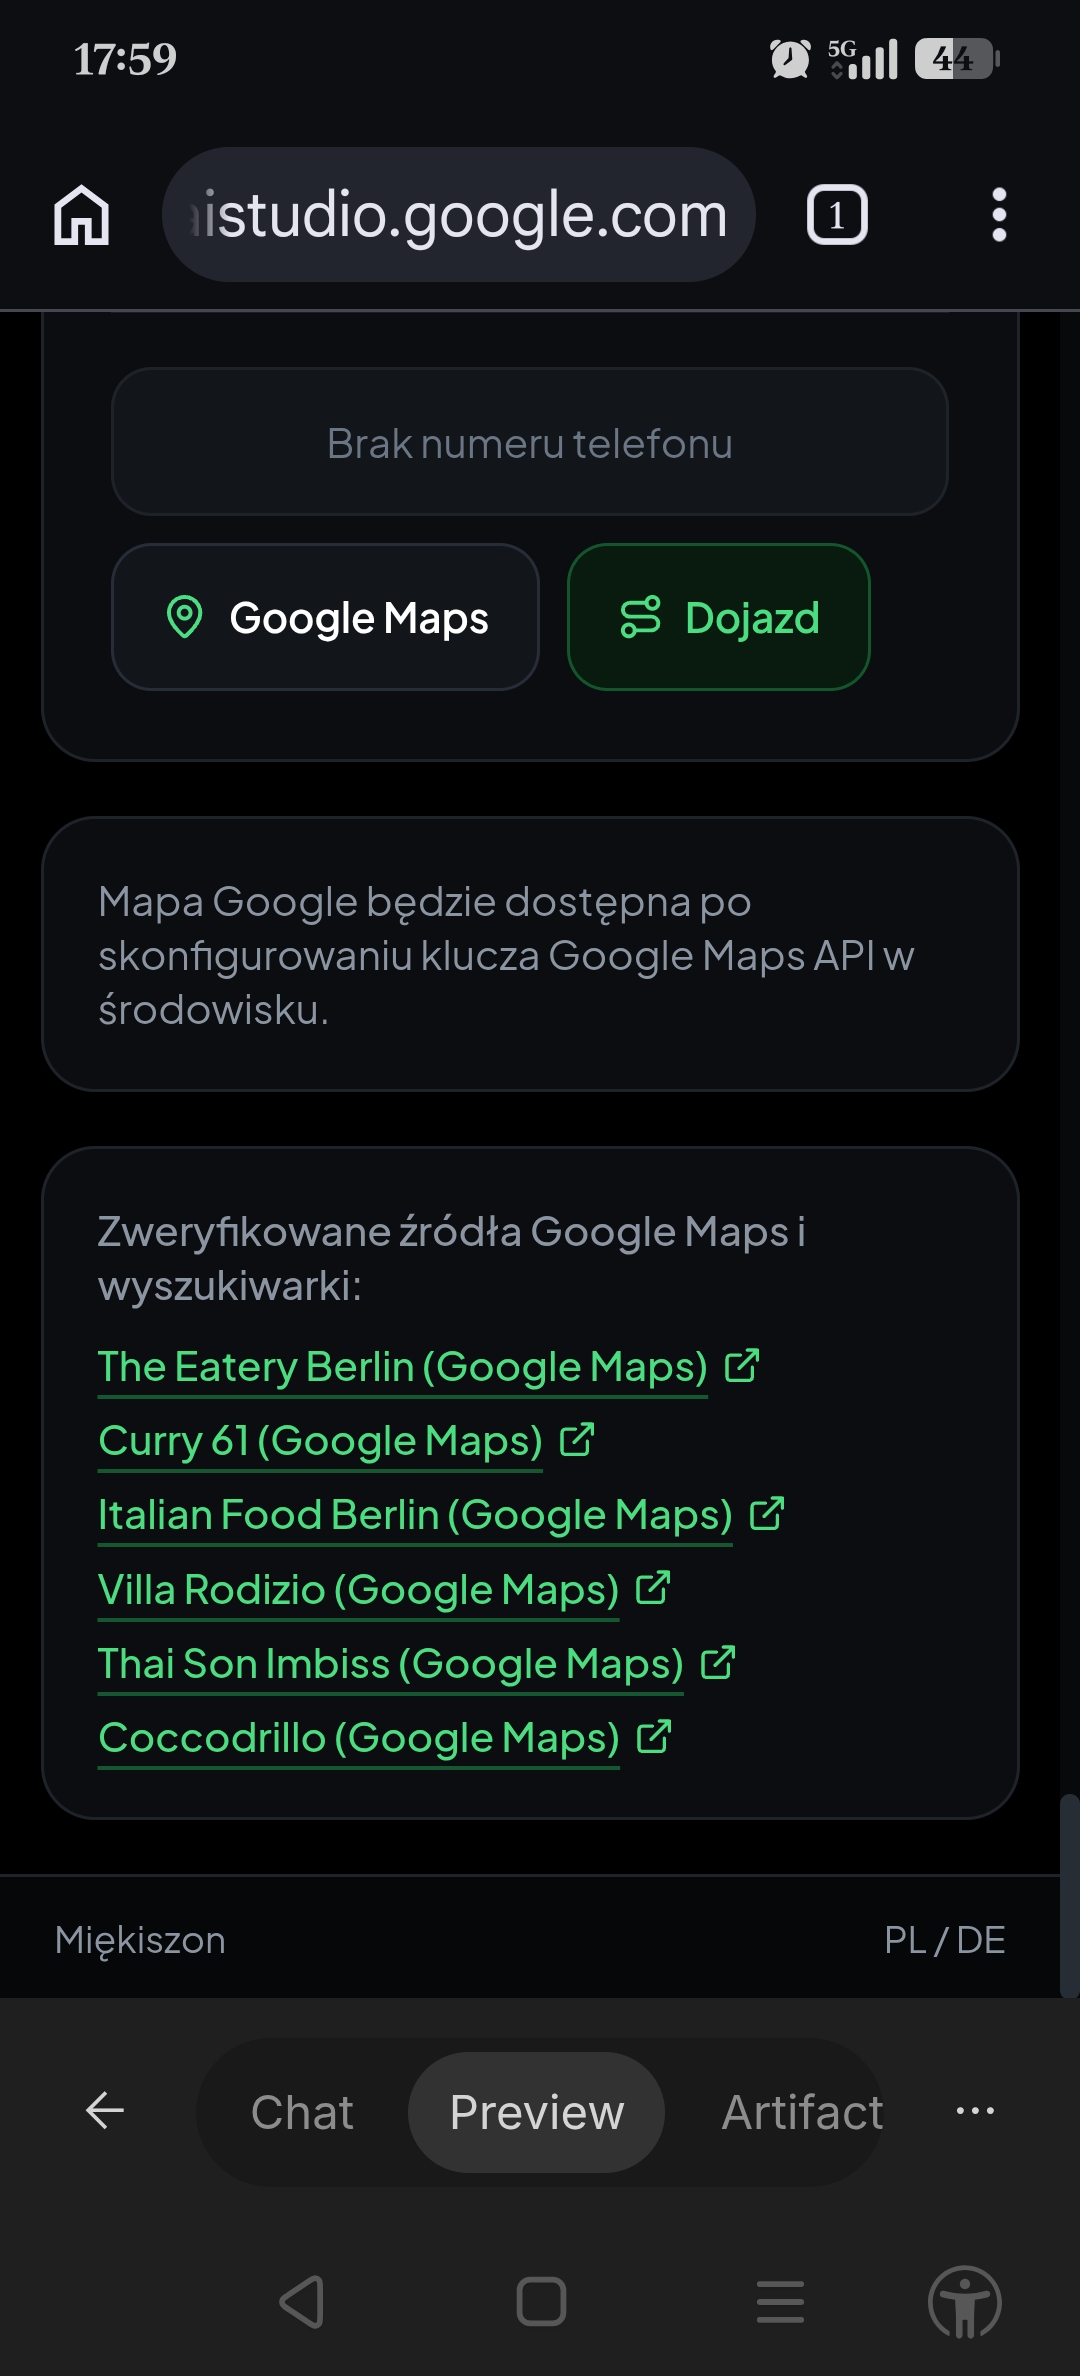 17:59
5G
44
istudio.google.com
1
Brak numeru telefonu
Google Maps
Dojazd
Mapa Google będzie dostępna po
skonfigurowaniu klucza Google Maps API w
środowisku.
Zweryfikowane źródła Google Maps i
wyszukiwarki:
The Eatery Berlin (Google Maps)
Curry 61 (Google Maps)
Italian Food Berlin (Google Maps)
Villa Rodizio (Google Maps)
Thai Son Imbiss (Google Maps)
Coccodrillo (Google Maps)
Miękiszon
PL / DE
Chat
Preview
Artifact